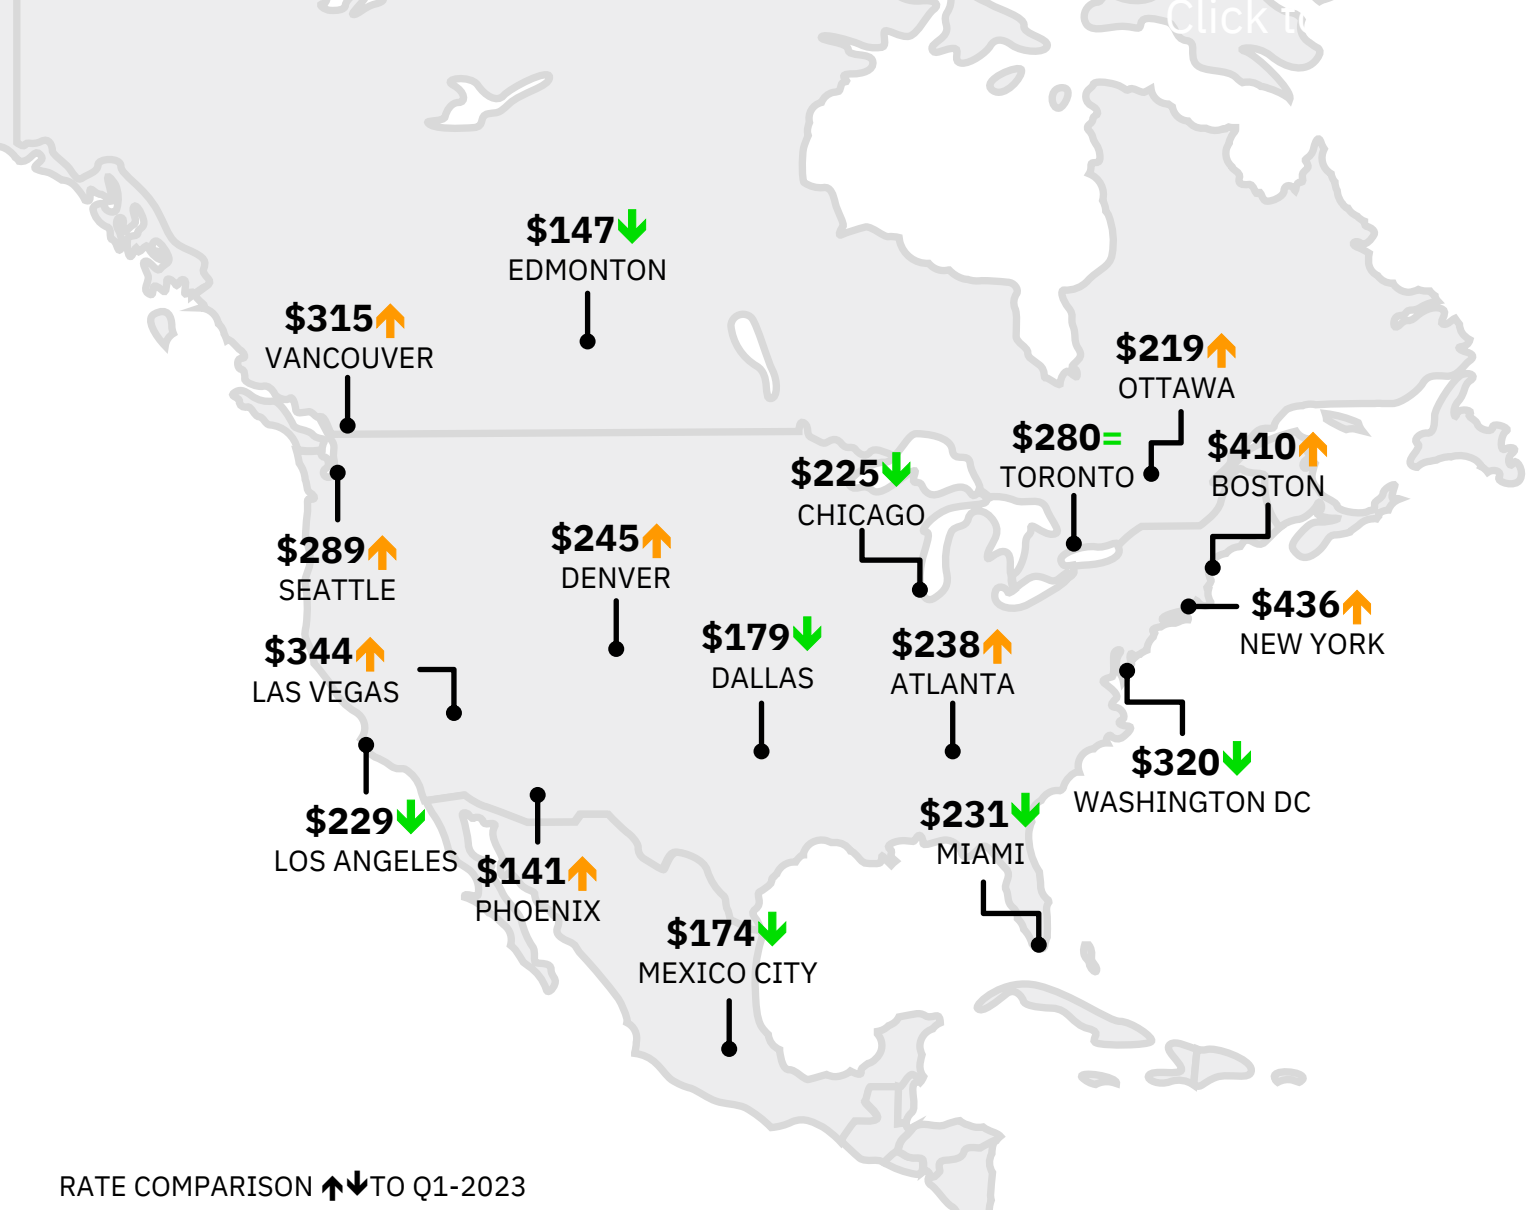 Click to
$147↓
EDMONTON
$315↑
VANCOUVER
$219↑
OTTAWA
$280=
TORONTO
$410↑
BOSTON
$225↓
CHICAGO
$289↑
SEATTLE
$245↑
DENVER
$436↑
NEW YORK
$344↑
LAS VEGAS
$179↓
DALLAS
$238↑
ATLANTA
$320↓
WASHINGTON DC
$229↓
LOS ANGELES
$231↓
MIAMI
$141↑
PHOENIX
$174↓
MEXICO CITY
RATE COMPARISON ↑↓TO Q1-2023